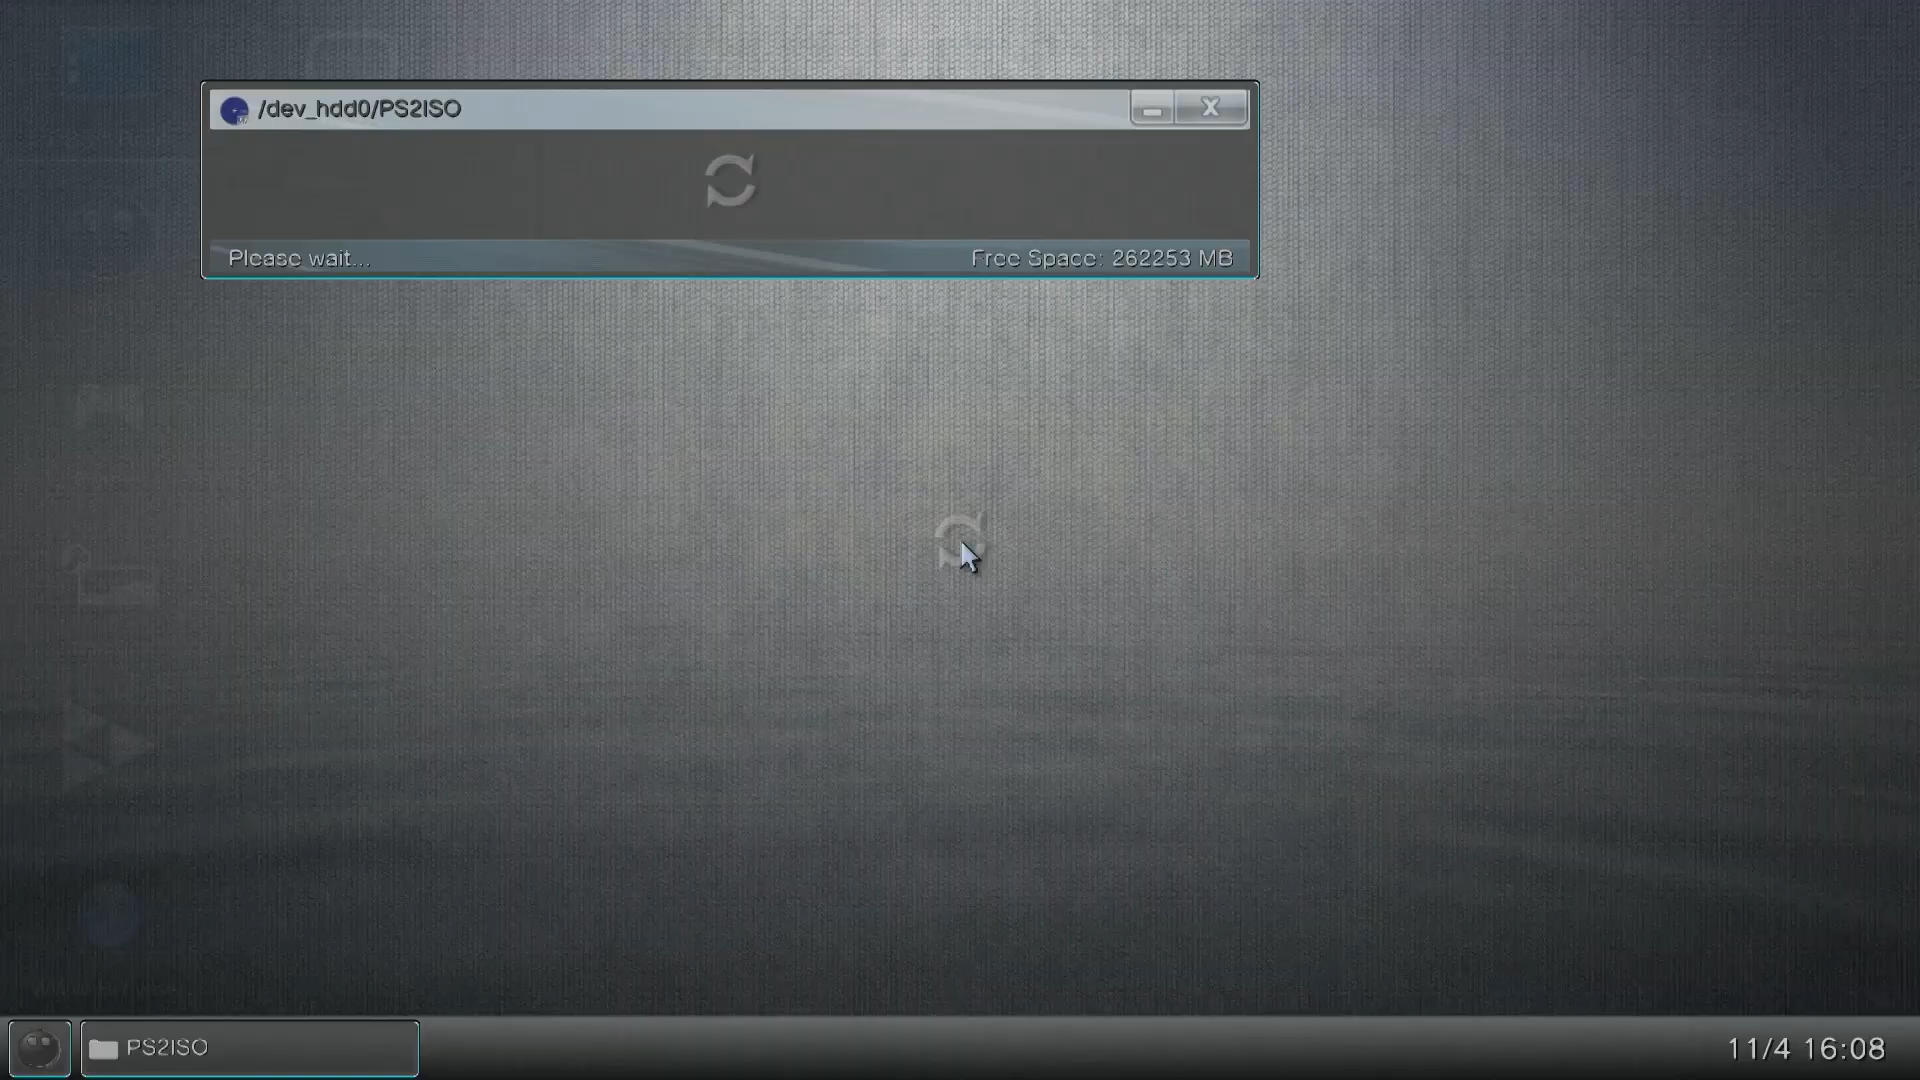 /dev_hdd0/PS2ISO
X
Please wait...
Free Space: 262253 MB
PS2ISO
11/4 16:08